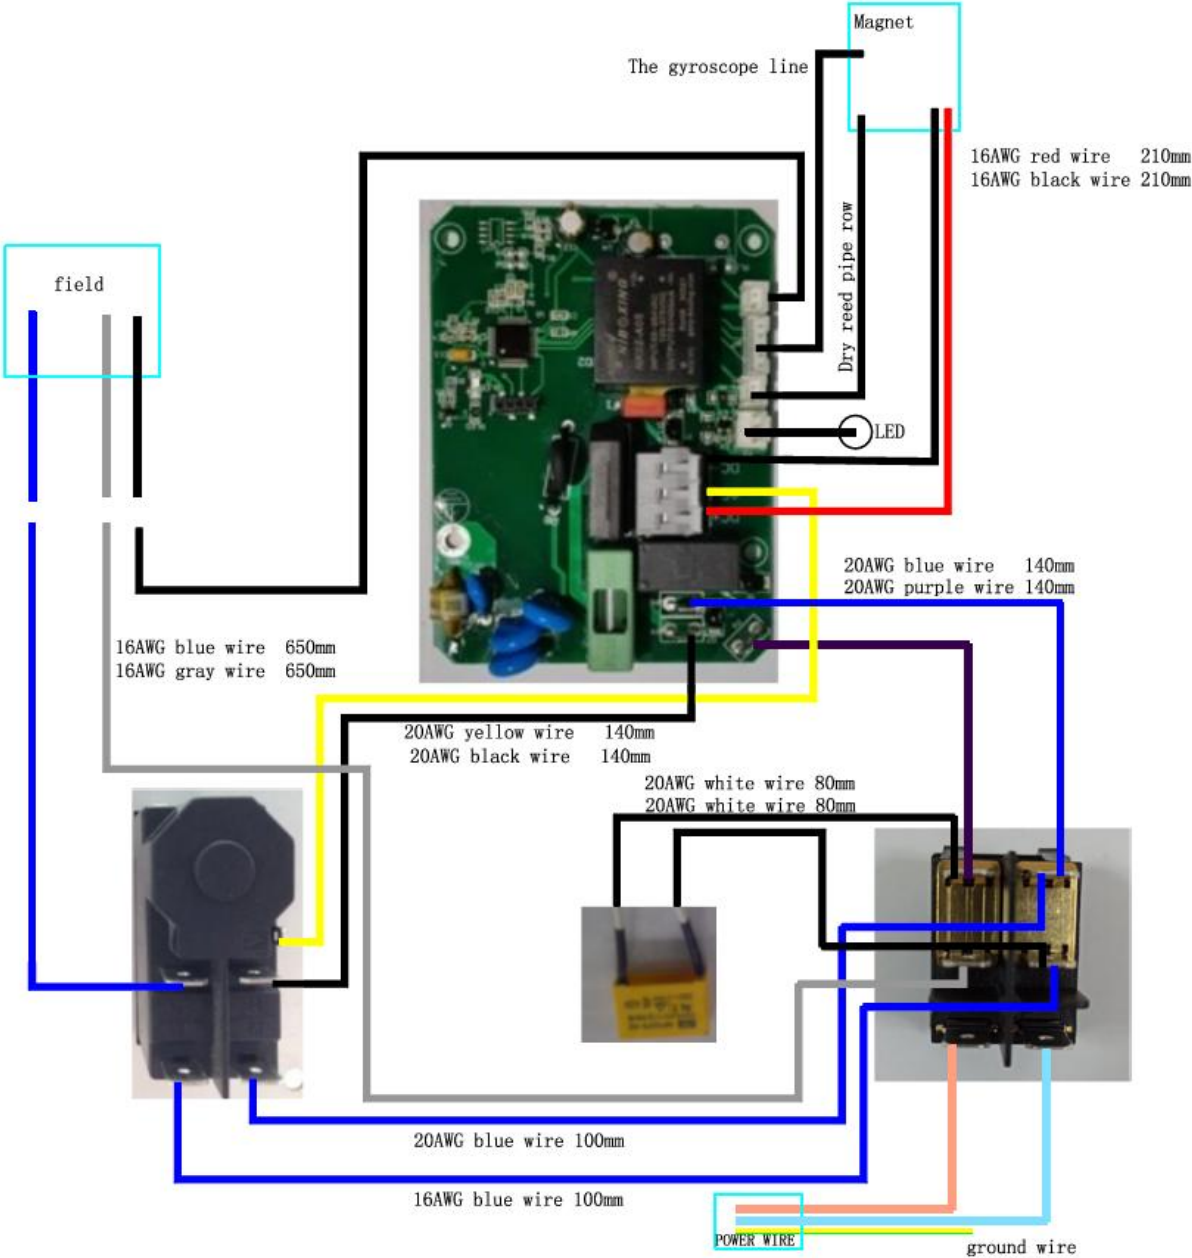 Magnet
The gyroscope line
16AWG red wire 210mm
16AWG black wire 210mm
Dry reed pipe row
field
LED
20AWG blue wire 140mm
20AWG purple wire 140mm
16AWG blue wire 650mm
16AWG gray wire 650mm
20AWG yellow wire 140mm
20AWG black wire 140mm
20AWG white wire 80mm
20AWG white wire 80mm
20AWG blue wire 100mm
16AWG blue wire 100mm
POWER WIRE
ground wire